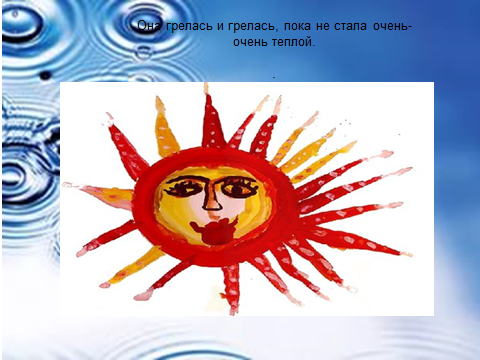 Она грелась и грелась, пока не стала очень-
очень теплой.
.